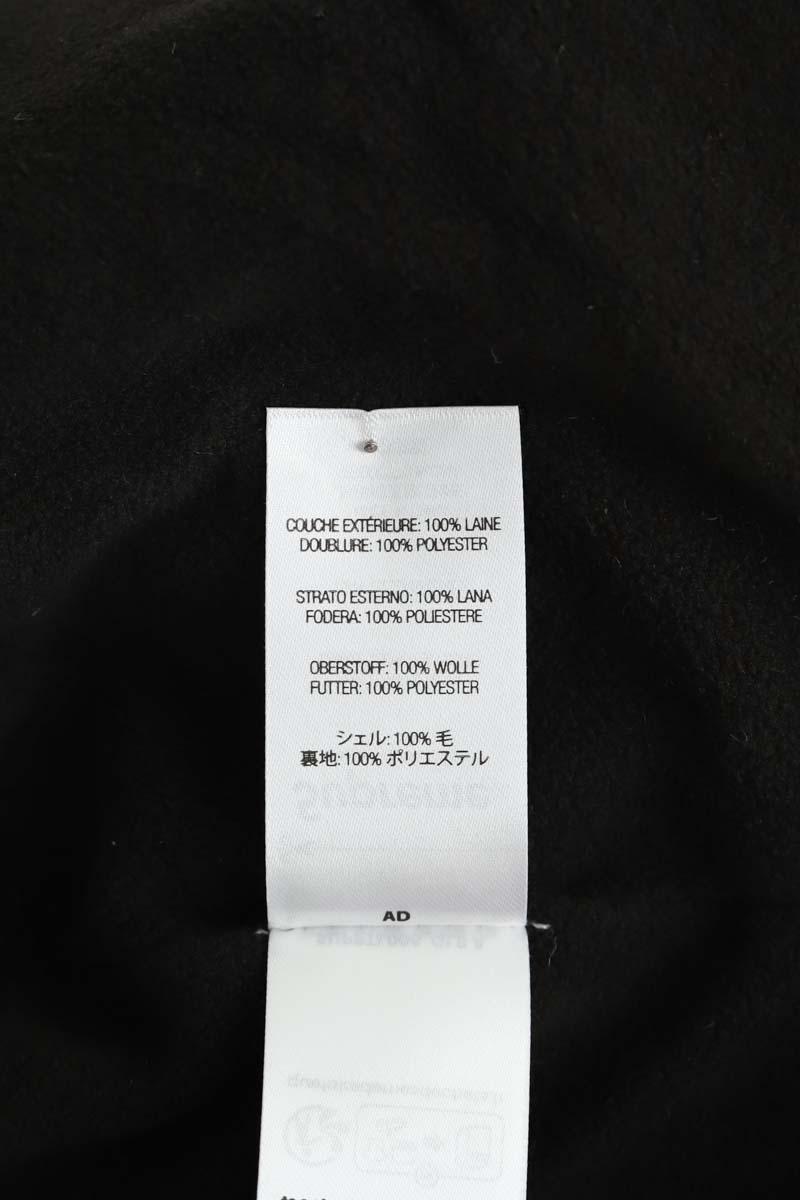 COUCHE EXTÉRIEURE: 100% LAINE
DOUBLURE: 100% POLYESTER
STRATO ESTERNO: 100% LANA
FODERA: 100% POLIESTERE
OBERSTOFF: 100% WOLLE
FUTTER: 100% POLYESTER
シェル: 100% 毛
裏地: 100% ポリエステル
AD